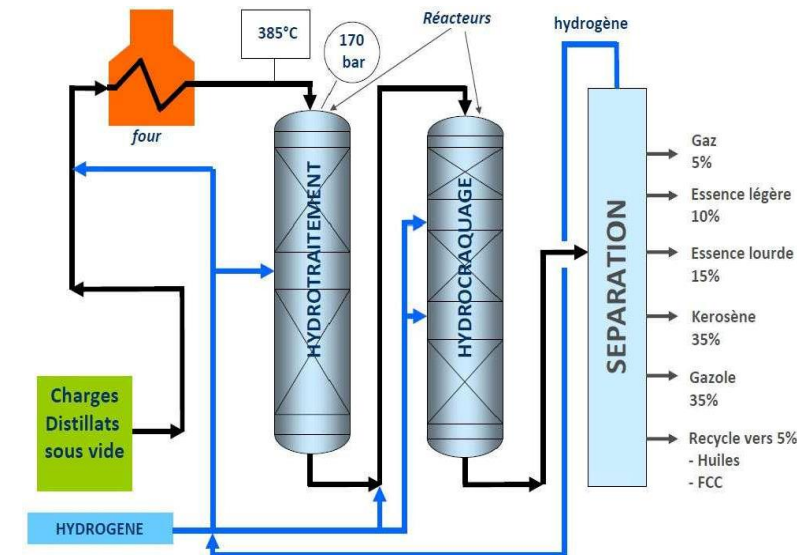 385°C
170
bar
Réacteurs
hydrogène
four
HYDROTRAITEMENT
HYDROCRAQUAGE
SEPARATION
Gaz
5%
Essence légère
10%
Essence lourde
15%
Kerosène
35%
Gazole
35%
Recycle vers 5%
- Huiles
- FCC
Charges
Distillats
sous vide
HYDROGENE